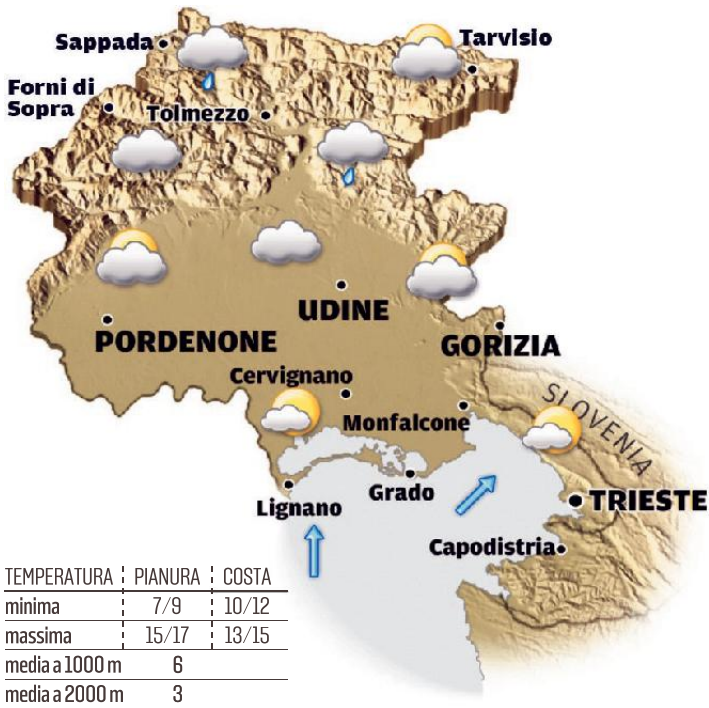 Sappada
Tarvisio
Forni di
Sopra
Tolmezzo
UDINE
PORDENONE
GORIZIA
Cervignano
Monfalcone
SLOVENIA
Lignano
Grado
TRIESTE
Capodistria
TEMPERATURA PIANURA COSTA
minima 7/9 10/12
massima 15/17 13/15
media a 1000 m 6
media a 2000 m 3